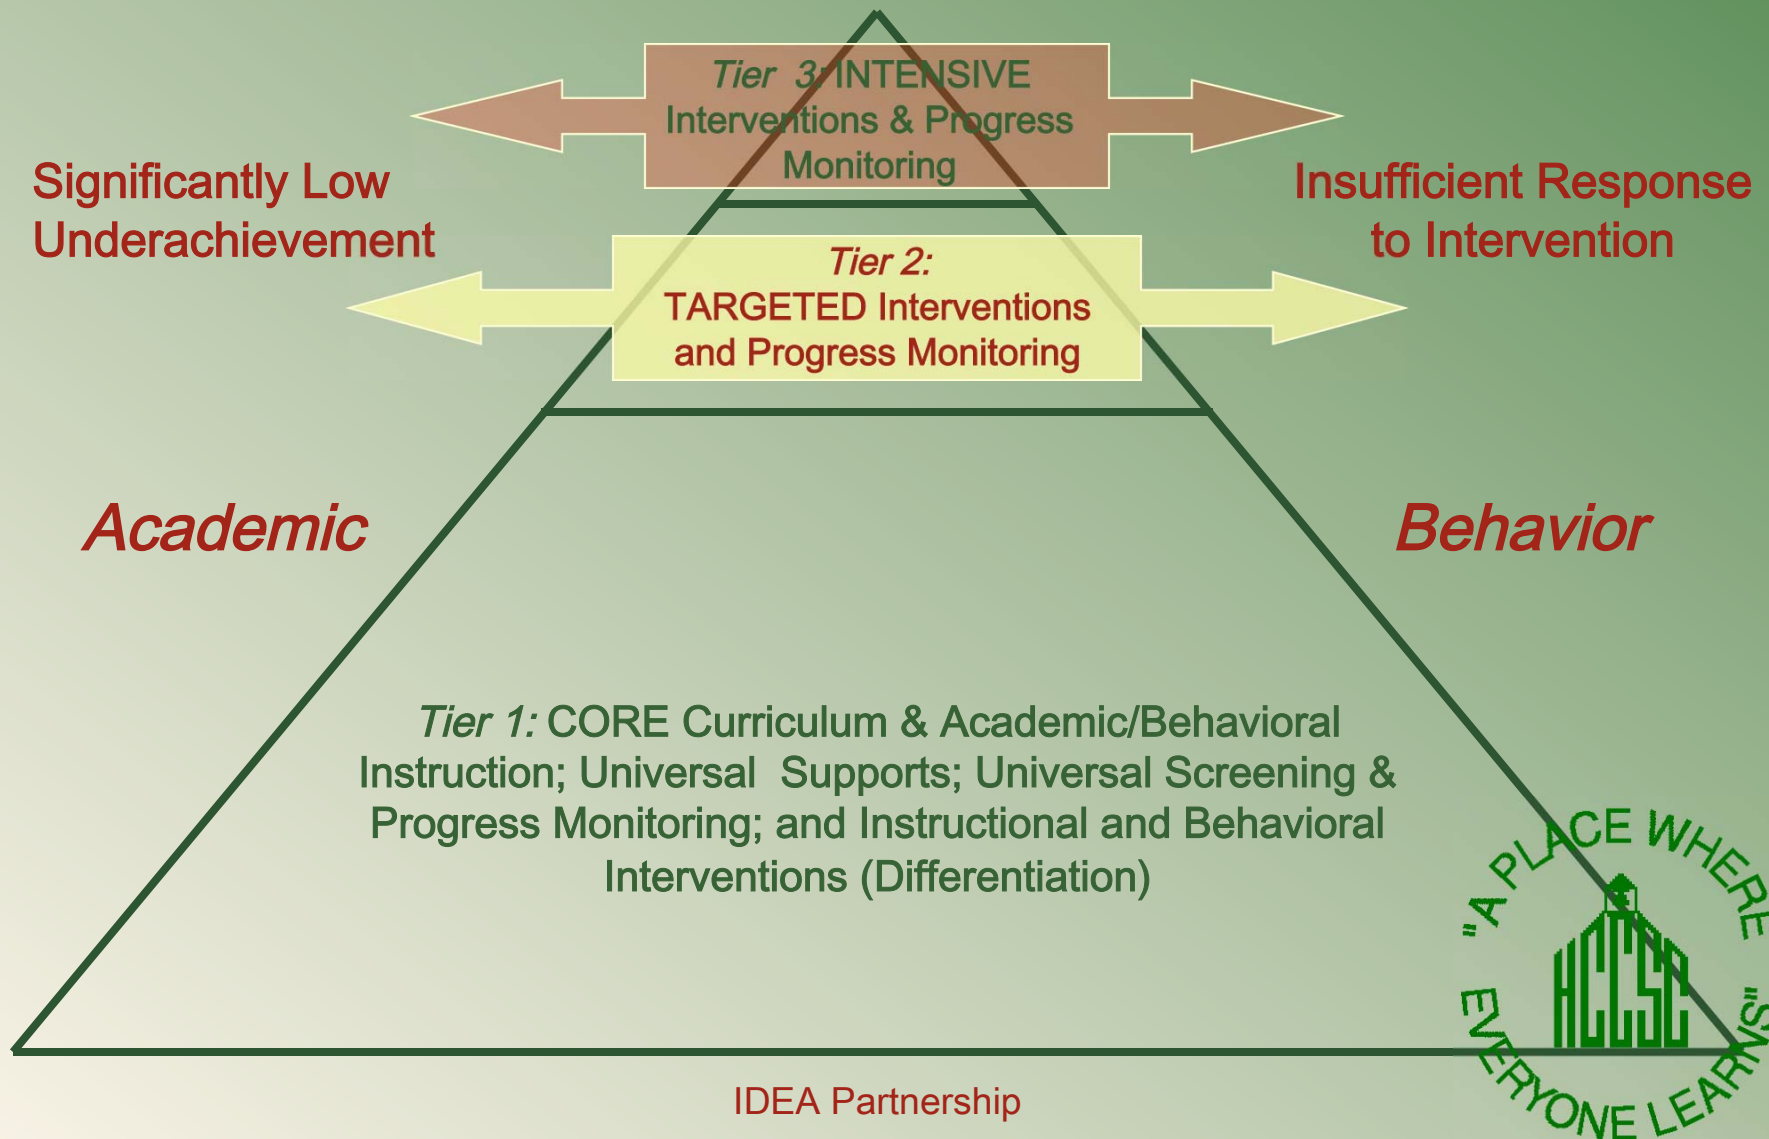 Tier 3: INTENSIVE
Interventions & Progress
Monitoring
Significantly Low
Underachievement
Insufficient Response
to Intervention
Tier 2:
TARGETED Interventions
and Progress Monitoring
Academic
Behavior
Tier 1: CORE Curriculum & Academic/Behavioral
Instruction; Universal Supports; Universal Screening &
Progress Monitoring; and Instructional and Behavioral
Interventions (Differentiation)
"A PLACE WHERE
HCCSC
EVERYONE LEARNS"
IDEA Partnership